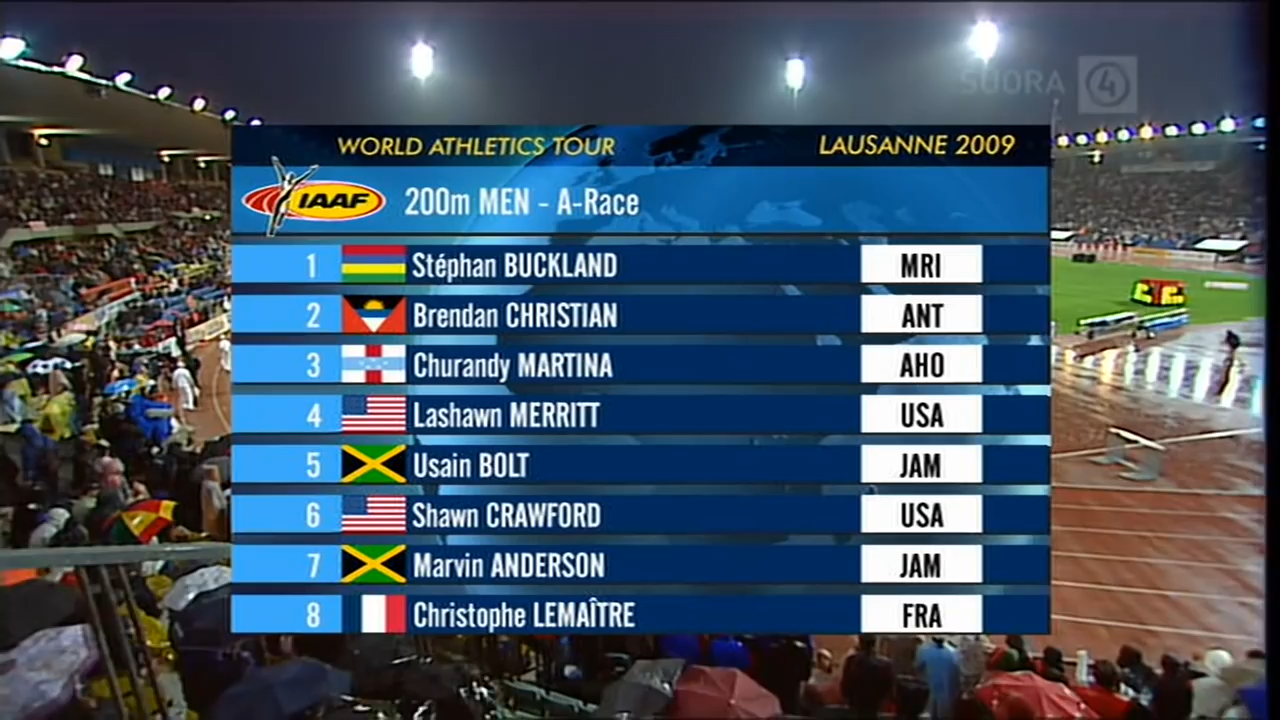 SUORA 4
WORLD ATHLETICS TOUR LAUSANNE 2009
IAAF 200m MEN - A-Race
1 Stéphan BUCKLAND MRI
2 Brendan CHRISTIAN ANT
3 Churandy MARTINA AHO
4 Lashawn MERRITT USA
5 Usain BOLT JAM
6 Shawn CRAWFORD USA
7 Marvin ANDERSON JAM
8 Christophe LEMAÎTRE FRA